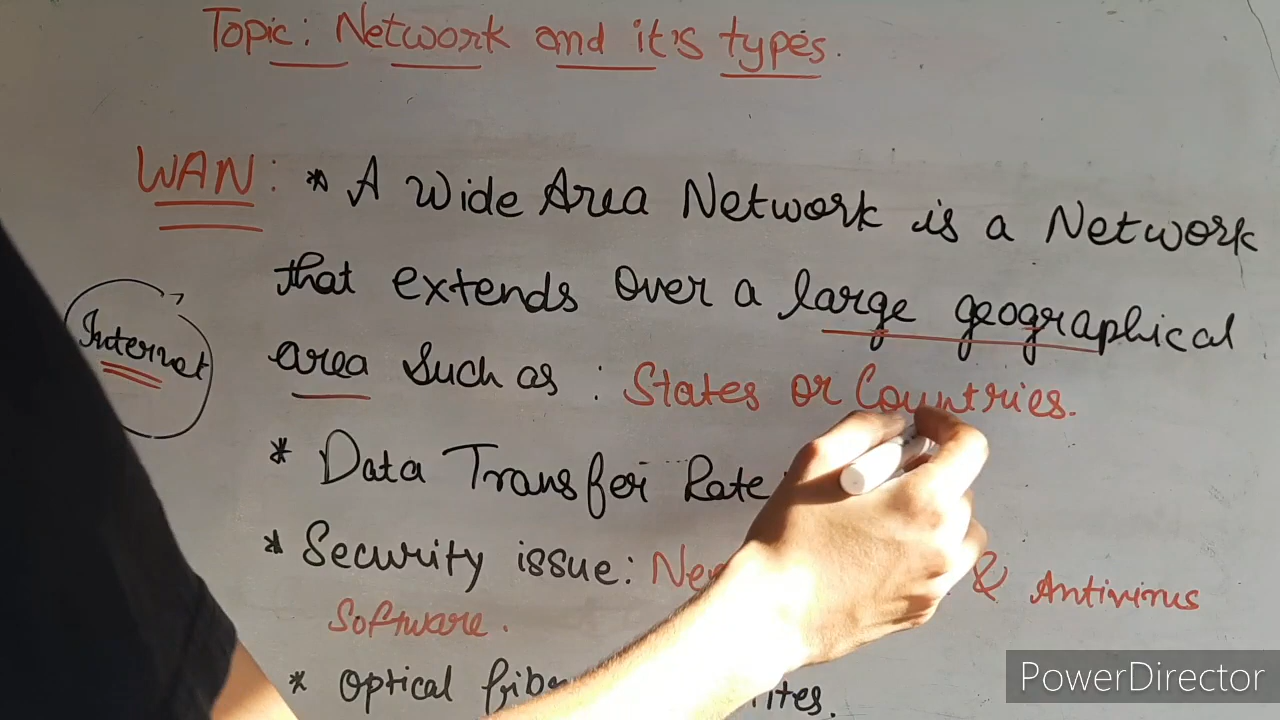 Topic: Network and it's types.
WAN: * A Wide Area Network is a Network
that extends over a large geographical
Internet
area such as: States or Countries.
* Data Transfer Rate
* Security issue: & Antivirus
Software.
* Optical
PowerDirector